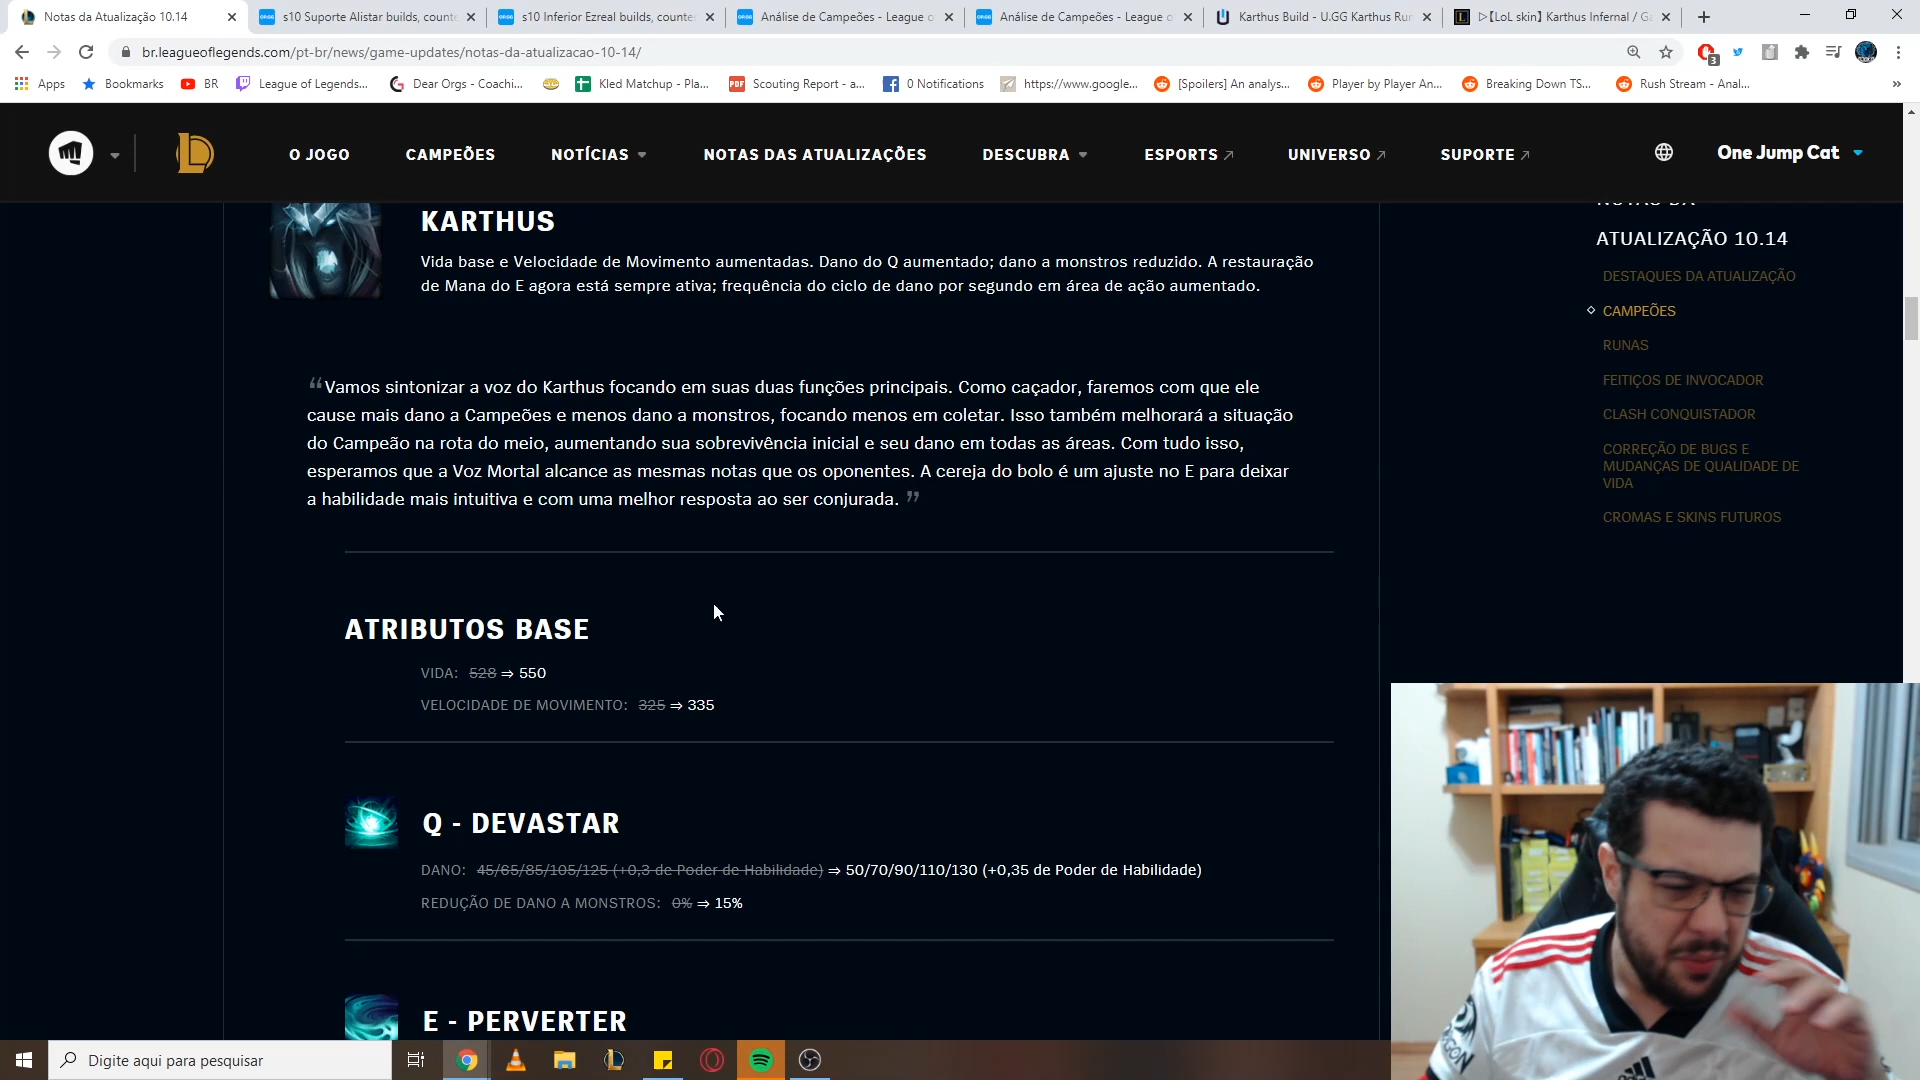 Notas da Atualização 10.14
s10 Suporte Alistar builds, counte
s10 Inferior Ezreal builds, counte
Análise de Campeões - League o
Análise de Campeões - League o
Karthus Build - U.GG Karthus Run
【LoL skin】Karthus Infernal / Ga
br.leagueoflegends.com/pt-br/news/game-updates/notas-da-atualizacao-10-14/
3
Apps
Bookmarks
BR
League of Legends...
Dear Orgs - Coachi...
Kled Matchup - Pla...
PDF
Scouting Report - a...
0 Notifications
https://www.google...
[Spoilers] An analys...
Player by Player An...
Breaking Down TS...
Rush Stream - Anal...
O JOGO
CAMPEÕES
NOTÍCIAS
NOTAS DAS ATUALIZAÇÕES
DESCUBRA
ESPORTS
UNIVERSO
SUPORTE
One Jump Cat
KARTHUS
Vida base e Velocidade de Movimento aumentadas. Dano do Q aumentado; dano a monstros reduzido. A restauração
de Mana do E agora está sempre ativa; frequência do ciclo de dano por segundo em área de ação aumentado.
“Vamos sintonizar a voz do Karthus focando em suas duas funções principais. Como caçador, faremos com que ele
cause mais dano a Campeões e menos dano a monstros, focando menos em coletar. Isso também melhorará a situação
do Campeão na rota do meio, aumentando sua sobrevivência inicial e seu dano em todas as áreas. Com tudo isso,
esperamos que a Voz Mortal alcance as mesmas notas que os oponentes. A cereja do bolo é um ajuste no E para deixar
a habilidade mais intuitiva e com uma melhor resposta ao ser conjurada. ”
ATRIBUTOS BASE
VIDA: 528 ⇒ 550
VELOCIDADE DE MOVIMENTO: 325 ⇒ 335
Q - DEVASTAR
DANO: 45/65/85/105/125 (+0,3 de Poder de Habilidade) ⇒ 50/70/90/110/130 (+0,35 de Poder de Habilidade)
REDUÇÃO DE DANO A MONSTROS: 0% ⇒ 15%
E - PERVERTER
NOTAS DA
ATUALIZAÇÃO 10.14
DESTAQUES DA ATUALIZAÇÃO
CAMPEÕES
RUNAS
FEITIÇOS DE INVOCADOR
CLASH CONQUISTADOR
CORREÇÃO DE BUGS E
MUDANÇAS DE QUALIDADE DE
VIDA
CROMAS E SKINS FUTUROS
Digite aqui para pesquisar